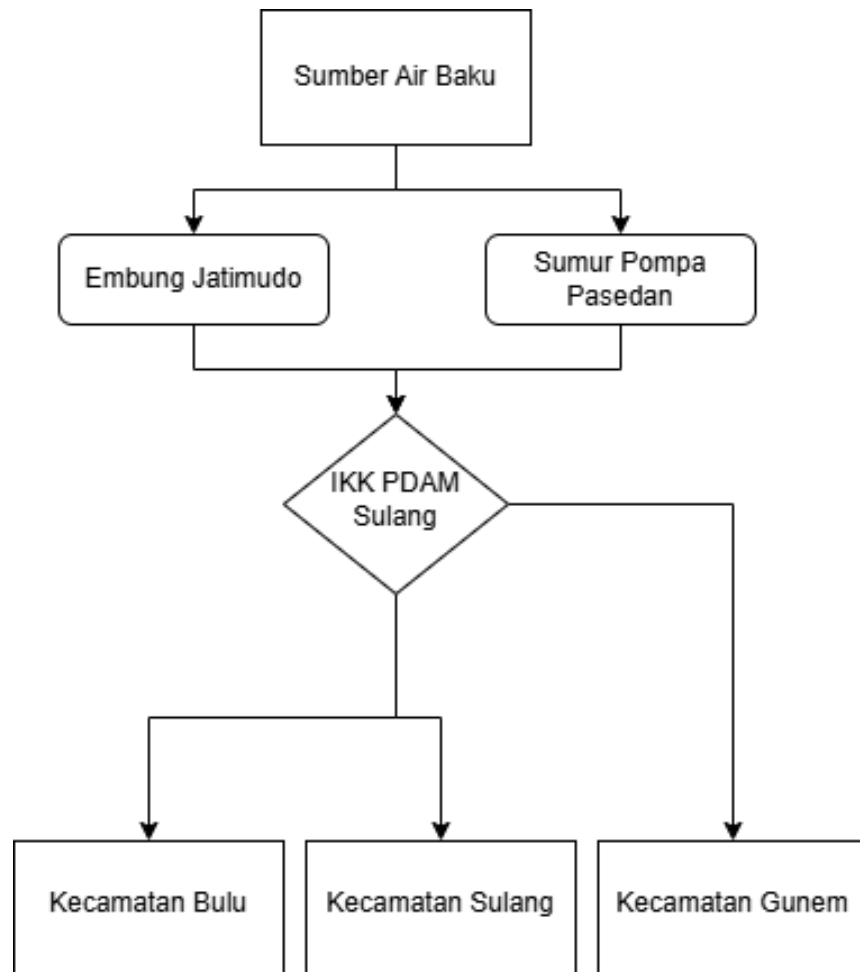 Sumber Air Baku
Embung Jatimudo
Sumur Pompa
Pasedan
IKK PDAM
Sulang
Kecamatan Bulu
Kecamatan Sulang
Kecamatan Gunem